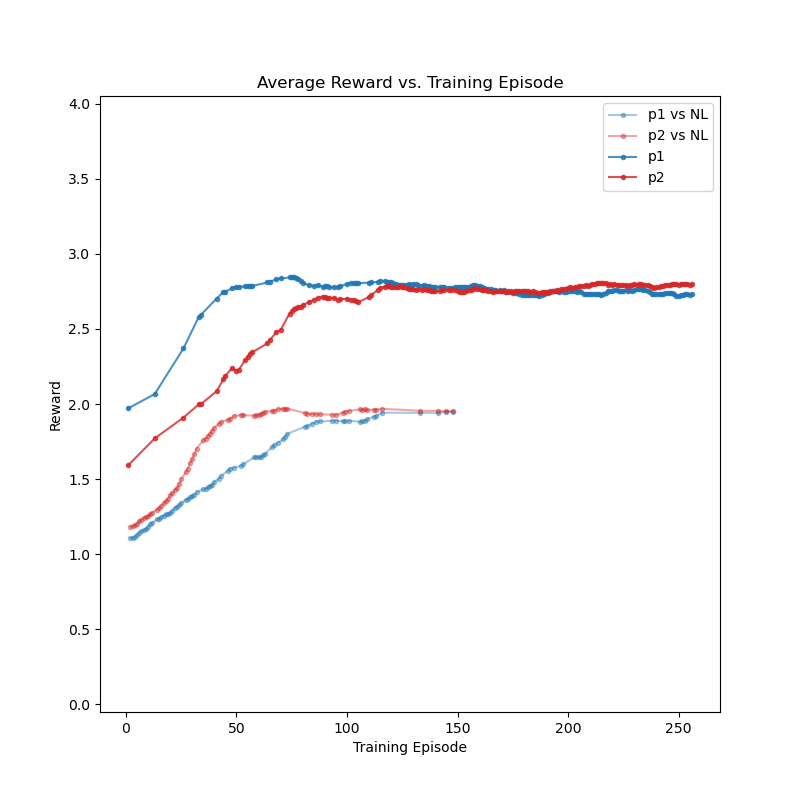 Average Reward vs. Training Episode
p1 vs NL
p2 vs NL
p1
p2
Reward
4.0
3.5
3.0
2.5
2.0
1.5
1.0
0.5
0.0
0 50 100 150 200 250
Training Episode